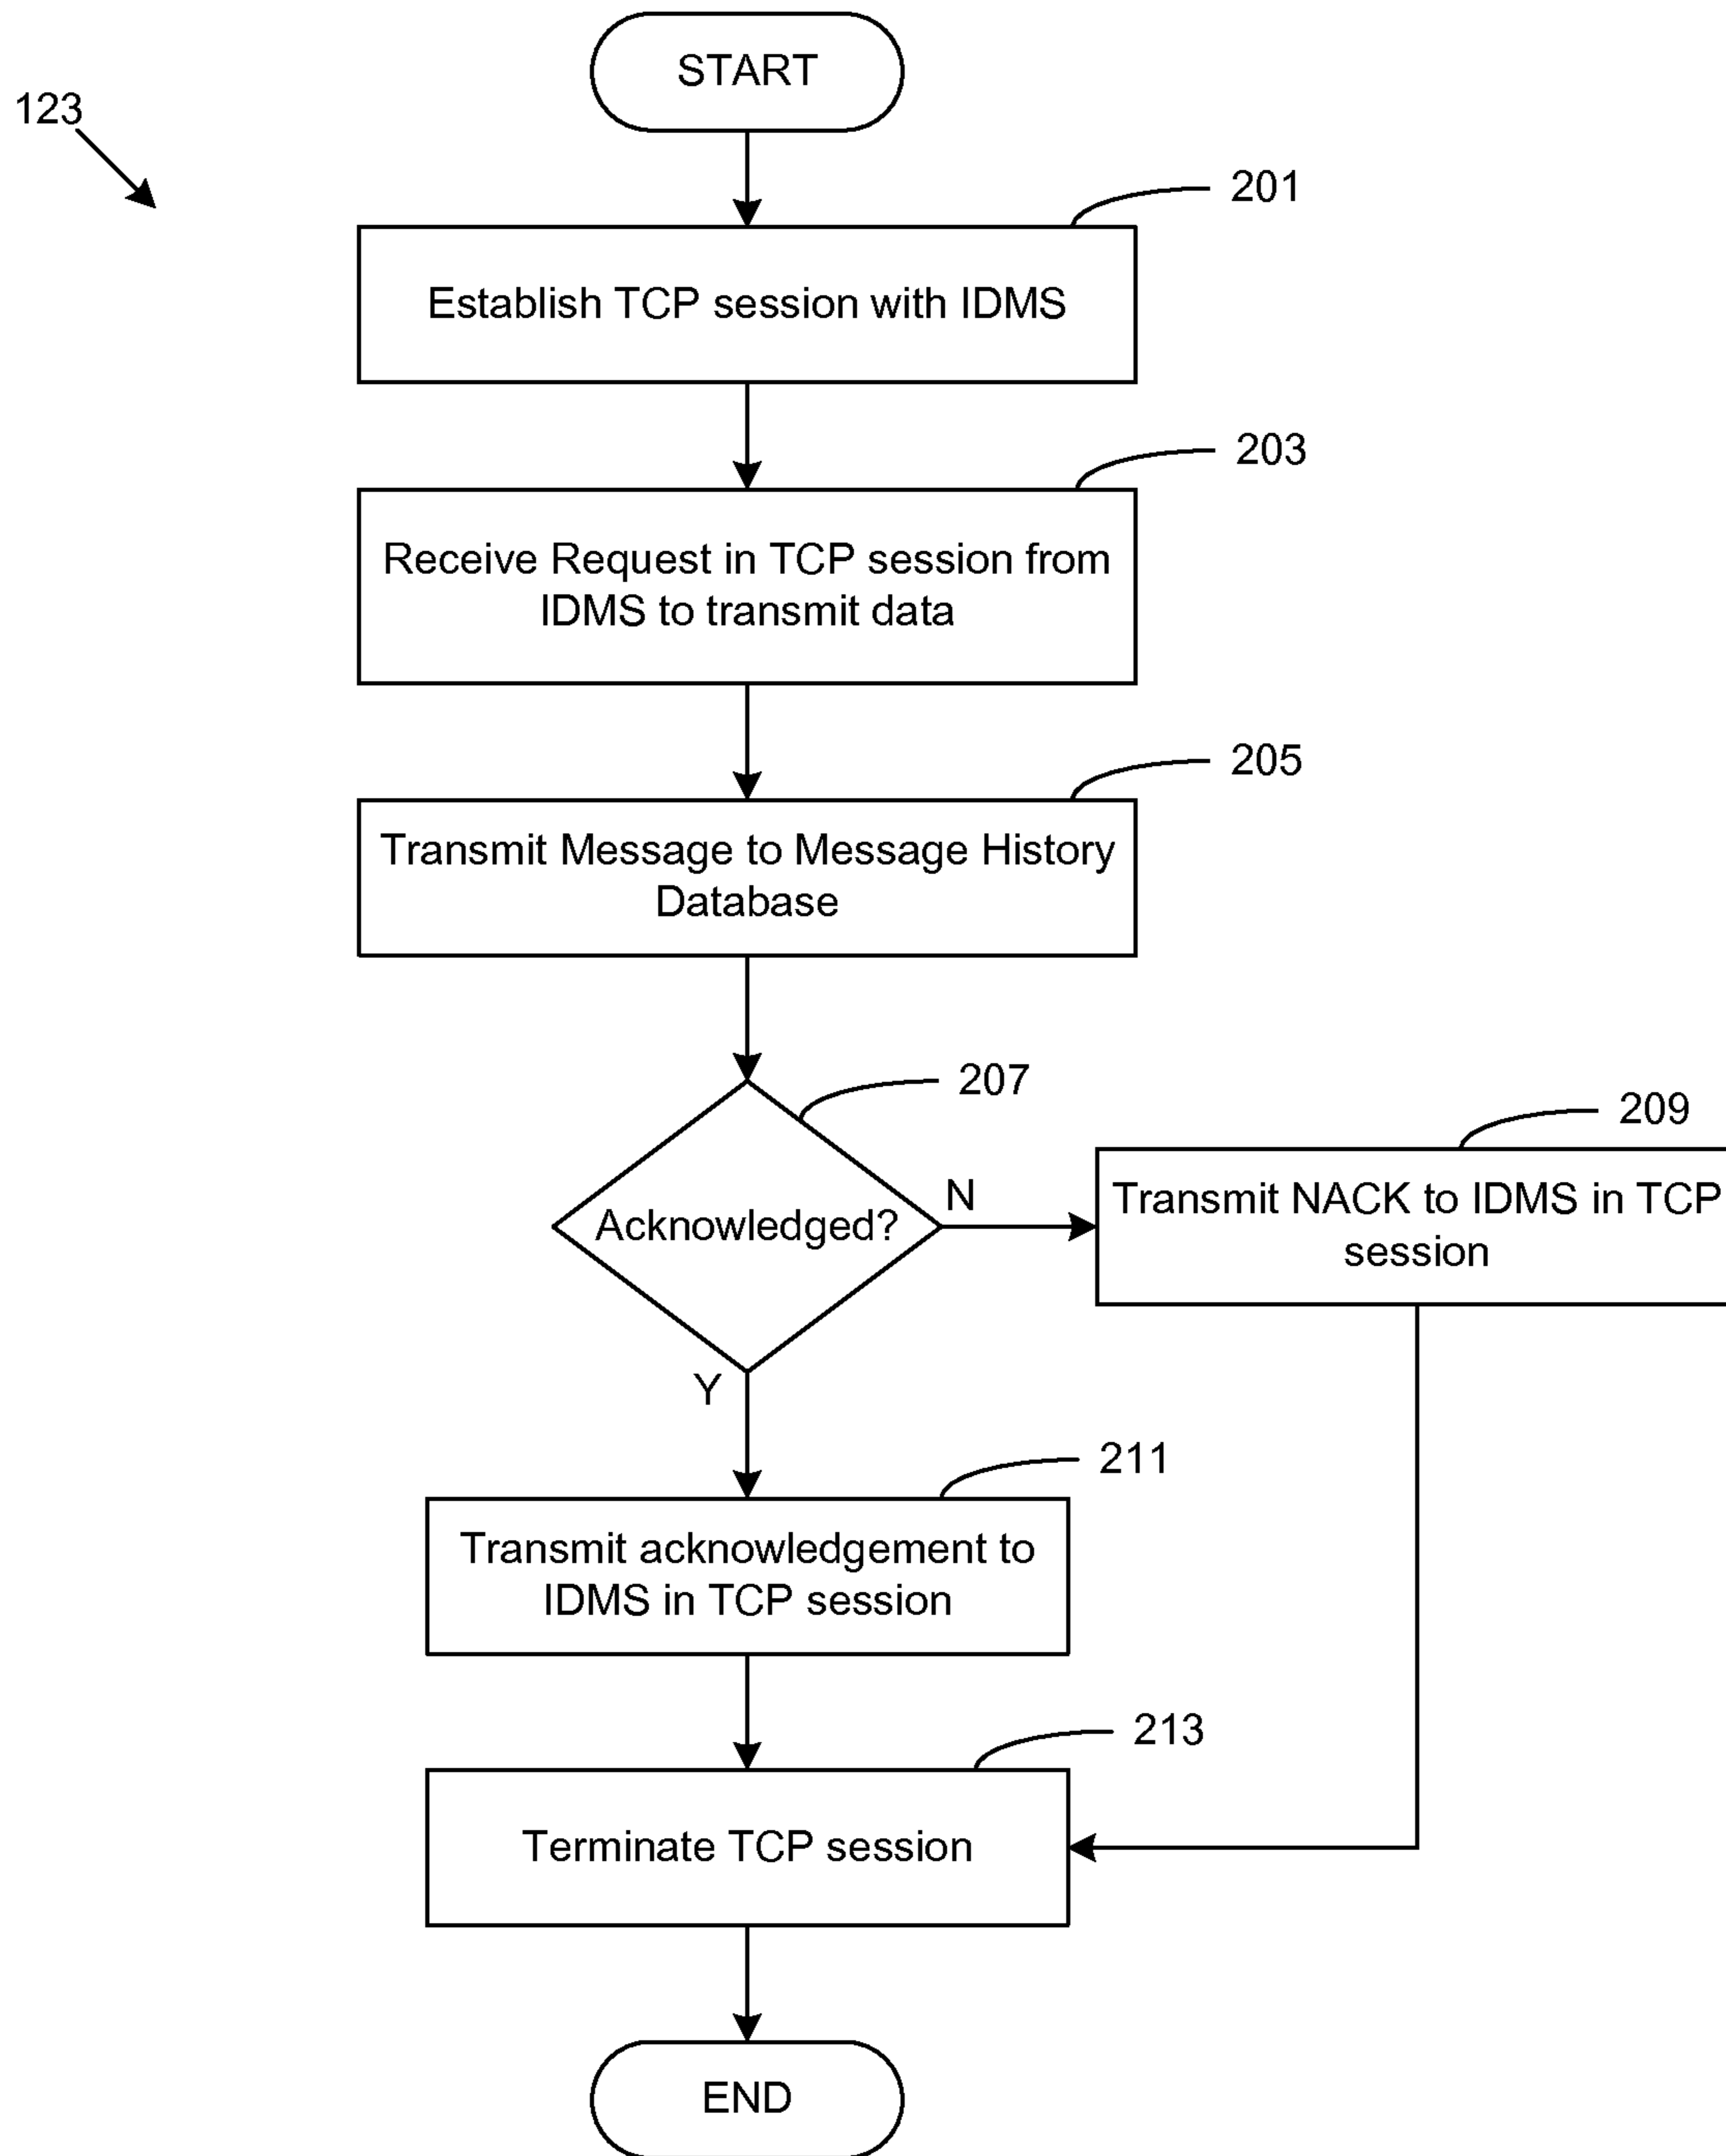 START
123
201
Establish TCP session with IDMS
203
Receive Request in TCP session from
IDMS to transmit data
205
Transmit Message to Message History
Database
207
209
N
Transmit NACK to IDMS in TCP
session
Acknowledged?
Y
211
Transmit acknowledgement to
IDMS in TCP session
213
Terminate TCP session
END